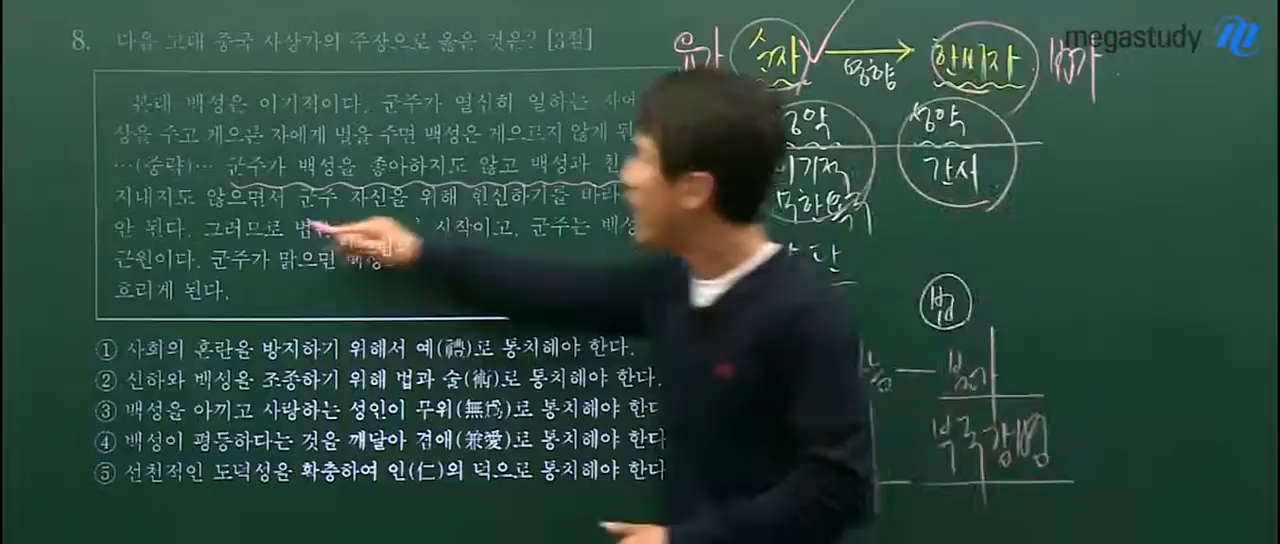 8. 다음 고대 중국 사상가의 주장으로 옳은 것은? [3점]
본래 백성은 이기적이다. 군주가 열심히 일하는 자에
상을 주고 게으른 자에게 벌을 주면 백성은 게으르지 않게 된
…(중략)… 군주가 백성을 좋아하지도 않고 백성과 친
지내지도 않으면서 군주 자신을 위해 헌신하기를 바라
안 된다. 그러므로 시작이고, 군주는 백성
근원이다. 군주가 맑으면
흐리게 된다.
① 사회의 혼란을 방지하기 위해서 예(禮)로 통치해야 한다.
② 신하와 백성을 조종하기 위해 법과 술(術)로 통치해야 한다.
③ 백성을 아끼고 사랑하는 성인이 무위(無爲)로 통치해야 한다
④ 백성이 평등하다는 것을 깨달아 겸애(兼愛)로 통치해야 한다
⑤ 선천적인 도덕성을 확충하여 인(仁)의 덕으로 통치해야 한다
megastudy
유가 순자 → 한비자 법가
영향
성악 성악
이기적 간사
무한 욕구
단
법
농 — 북가
부국강병